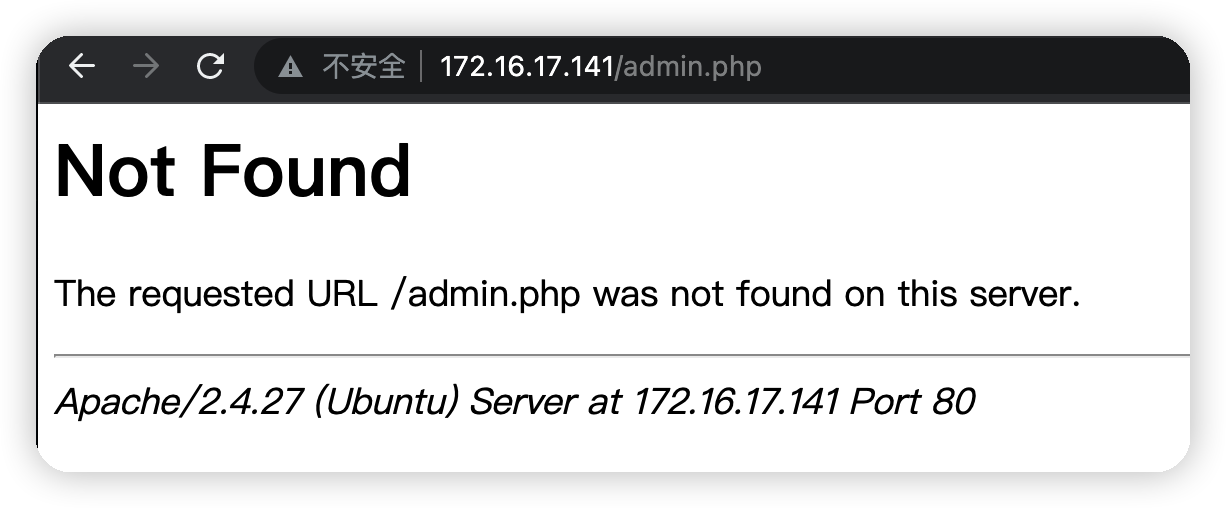 不安全 | 172.16.17.141/admin.php
Not Found
The requested URL /admin.php was not found on this server.
Apache/2.4.27 (Ubuntu) Server at 172.16.17.141 Port 80